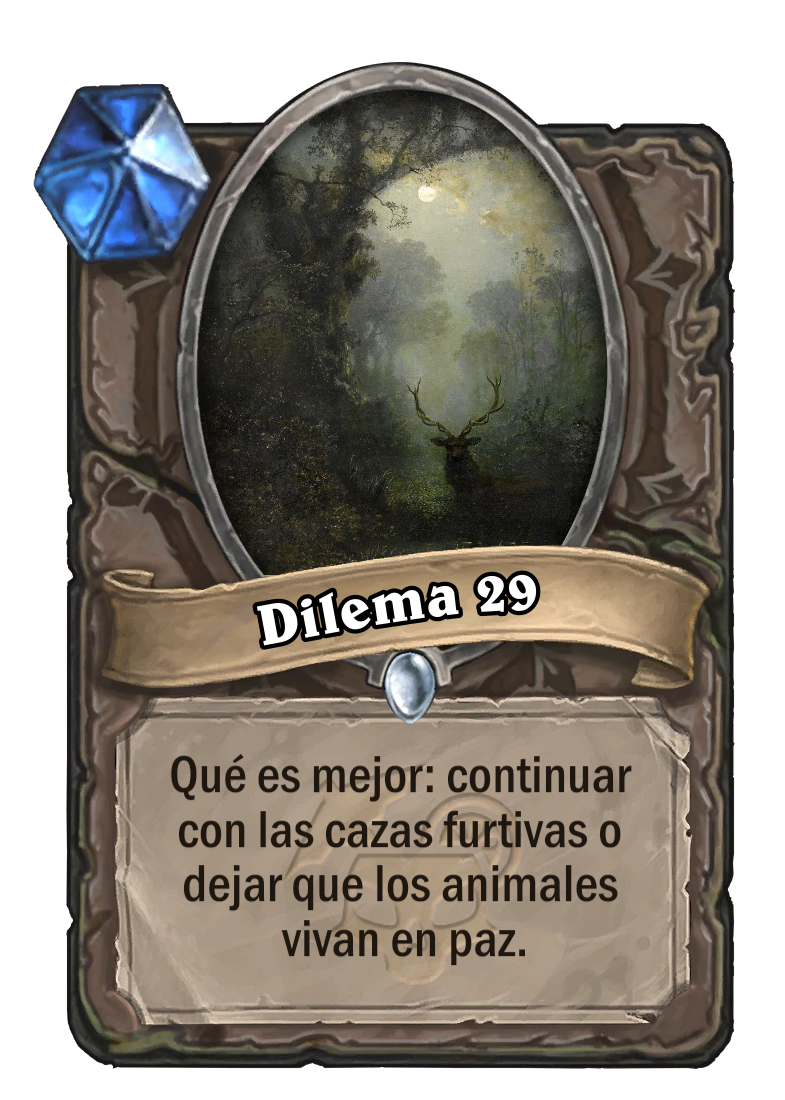 Dilema 29
Qué es mejor: continuar
con las cazas furtivas o
dejar que los animales
vivan en paz.